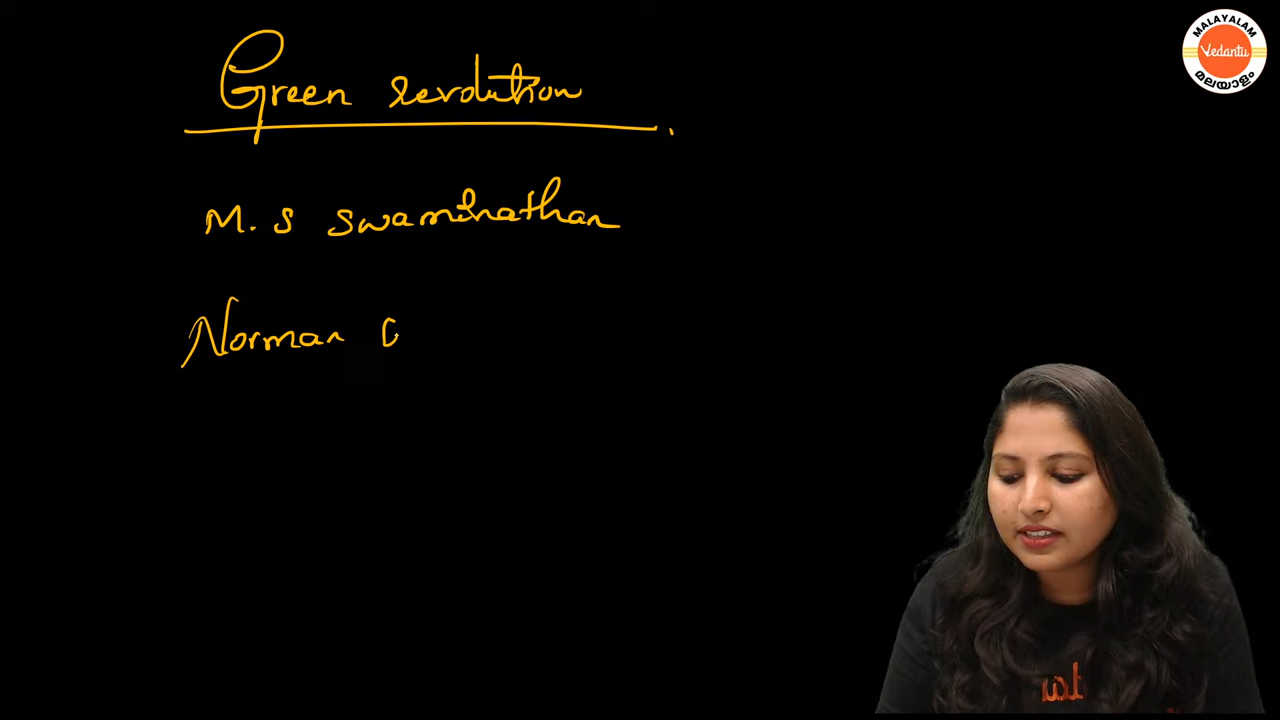 MALAYALAM
Vedantu
മലയാളം
Green revolution.
M. S Swaminathan
Norman